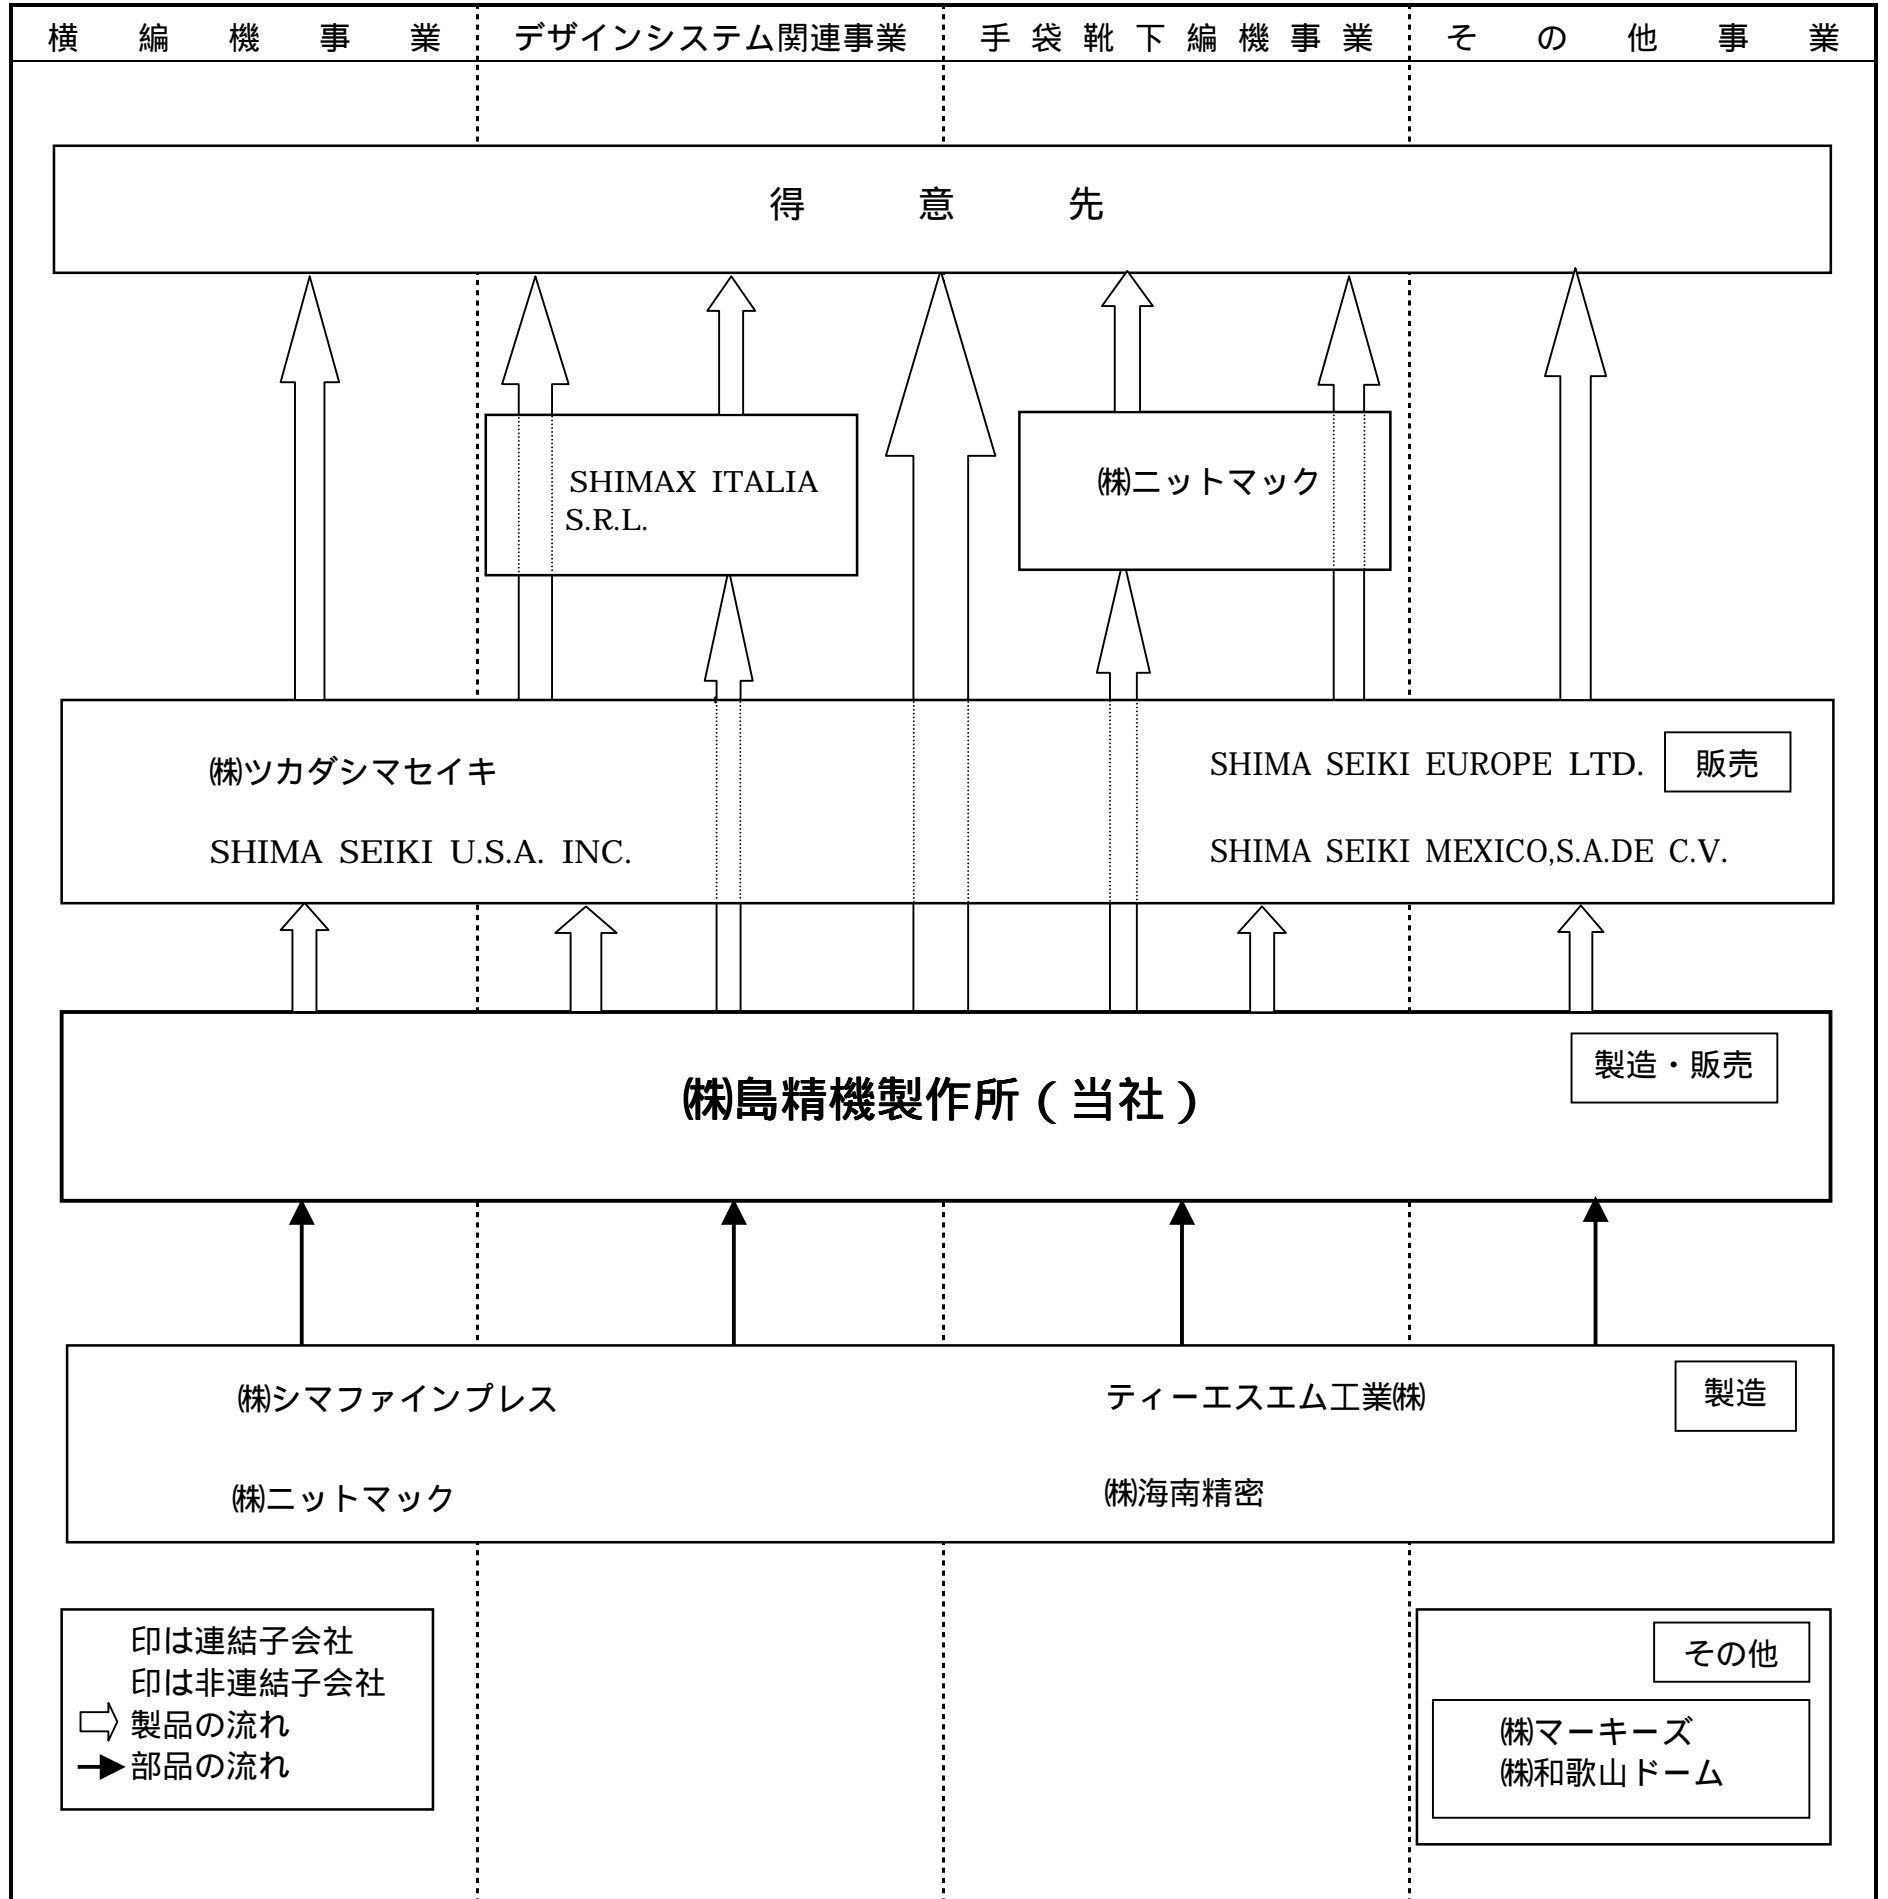 横編機事業
デザインシステム関連事業
手袋靴下編機事業
その他事業
得意先
SHIMAX ITALIA
S.R.L.
㈱ニットマック
㈱ツカダシマセイキ
SHIMA SEIKI EUROPE LTD.
販売
SHIMA SEIKI U.S.A. INC.
SHIMA SEIKI MEXICO,S.A.DE C.V.
製造・販売
㈱島精機製作所(当社)
㈱シマファインプレス
ティーエスエム工業㈱
製造
㈱ニットマック
㈱海南精密
印は連結子会社
印は非連結子会社
製品の流れ
部品の流れ
その他
㈱マーキーズ
㈱和歌山ドーム